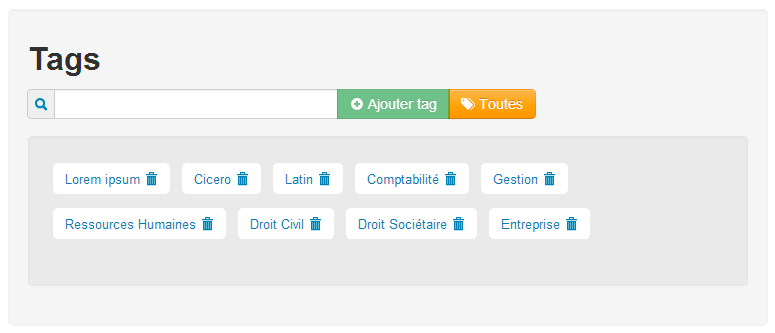 Tags
Ajouter tag Toutes
Lorem ipsum Cicero Latin Comptabilité Gestion
Ressources Humaines Droit Civil Droit Sociétaire Entreprise